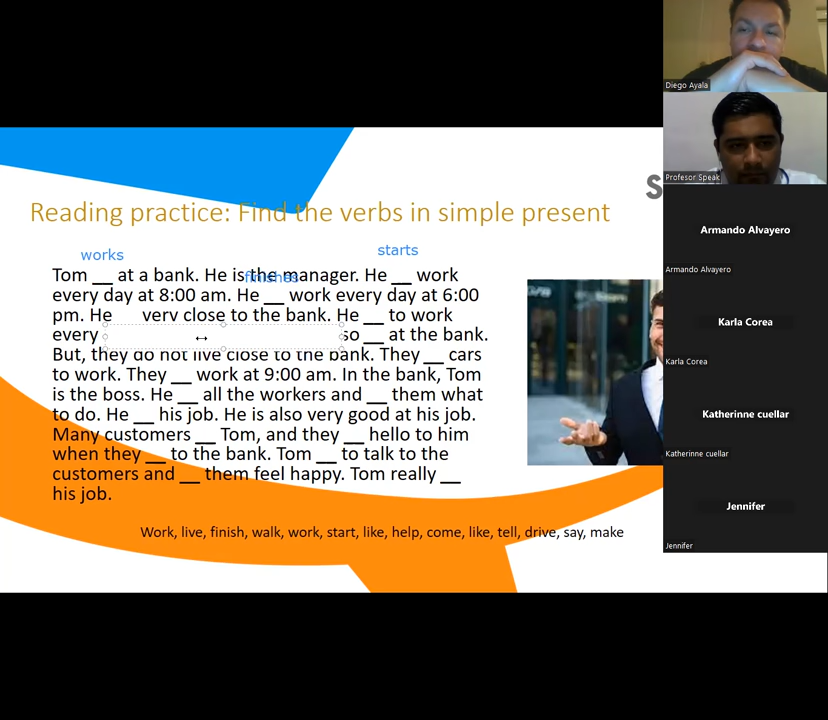 Diego Ayala
Profesor Speak
S
Reading practice: Find the verbs in simple present
works
starts
Tom __ at a bank. He is the manager. He __ work
finishes
every day at 8:00 am. He __ work every day at 6:00
pm. He very close to the bank. He __ to work
every so __ at the bank.
But, they do not live close to the bank. They __ cars
to work. They __ work at 9:00 am. In the bank, Tom
is the boss. He __ all the workers and __ them what
to do. He __ his job. He is also very good at his job.
Many customers __ Tom, and they __ hello to him
when they __ to the bank. Tom __ to talk to the
customers and __ them feel happy. Tom really __
his job.
Work, live, finish, walk, work, start, like, help, come, like, tell, drive, say, make
Armando Alvayero
Armando Alvayero
Karla Corea
Karla Corea
Katherinne cuellar
Katherinne cuellar
Jennifer
Jennifer